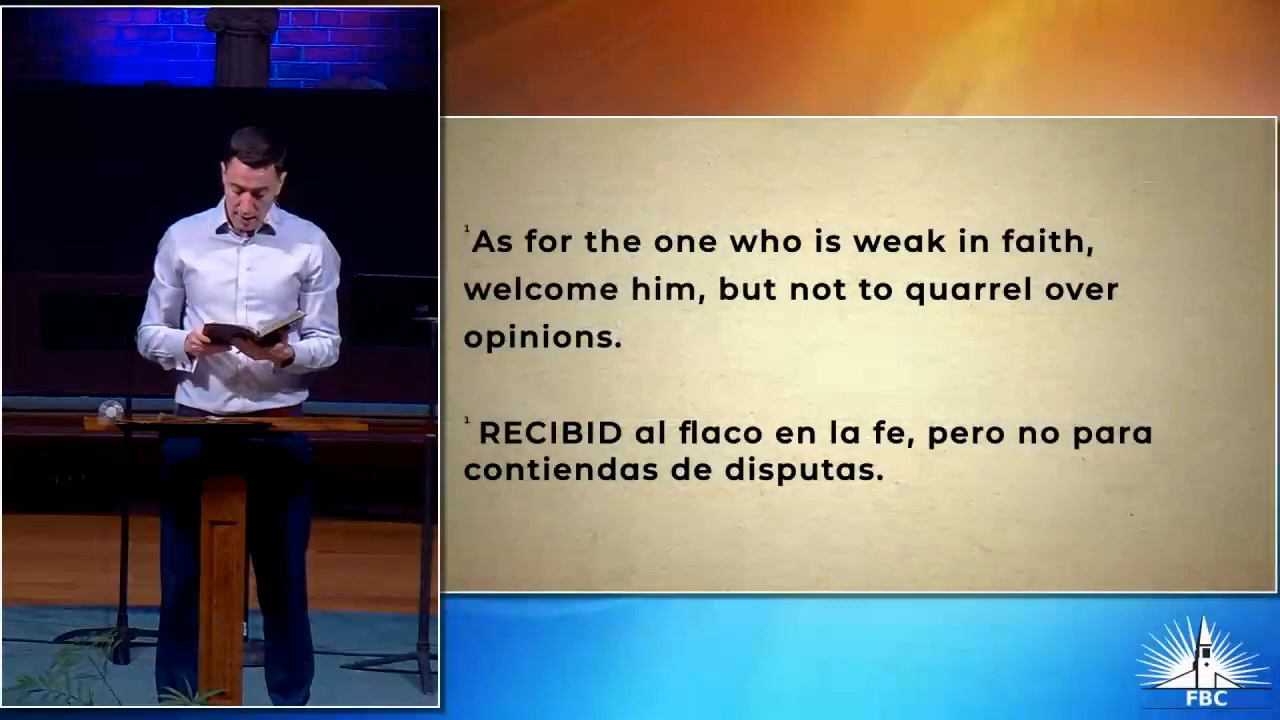 ¹As for the one who is weak in faith,
welcome him, but not to quarrel over
opinions.
¹ RECIBID al flaco en la fe, pero no para
contiendas de disputas.
FBC